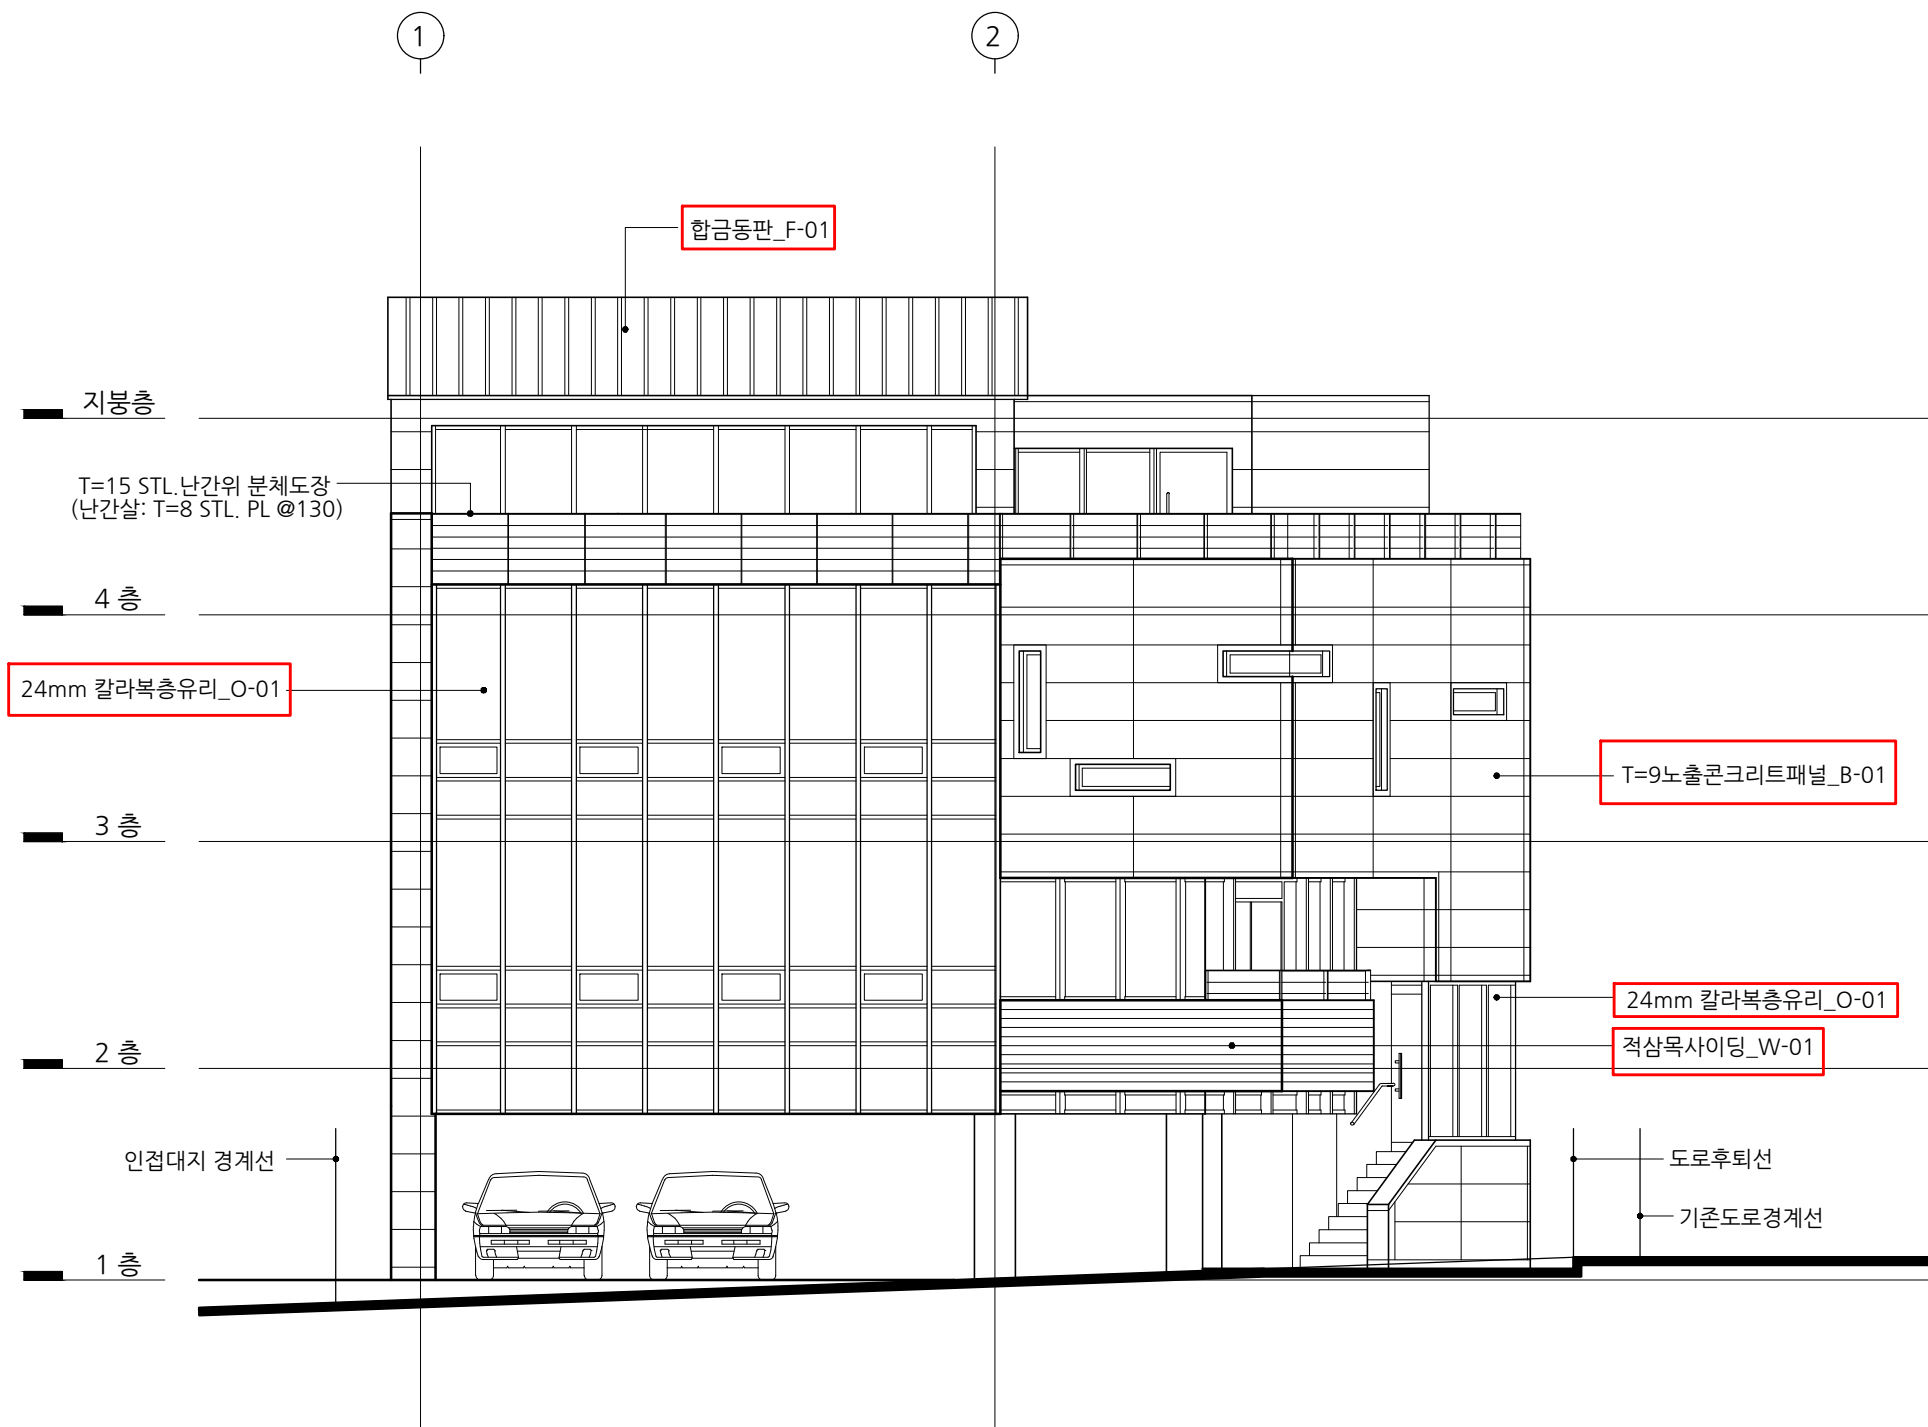 1
2
합금동판_F-01
지붕층
T=15 STL.난간위 분체도장
(난간살: T=8 STL. PL @130)
4 층
24mm 칼라복층유리_O-01
T=9노출콘크리트패널_B-01
3 층
24mm 칼라복층유리_O-01
적삼목사이딩_W-01
2 층
인접대지 경계선
도로후퇴선
기존도로경계선
1 층